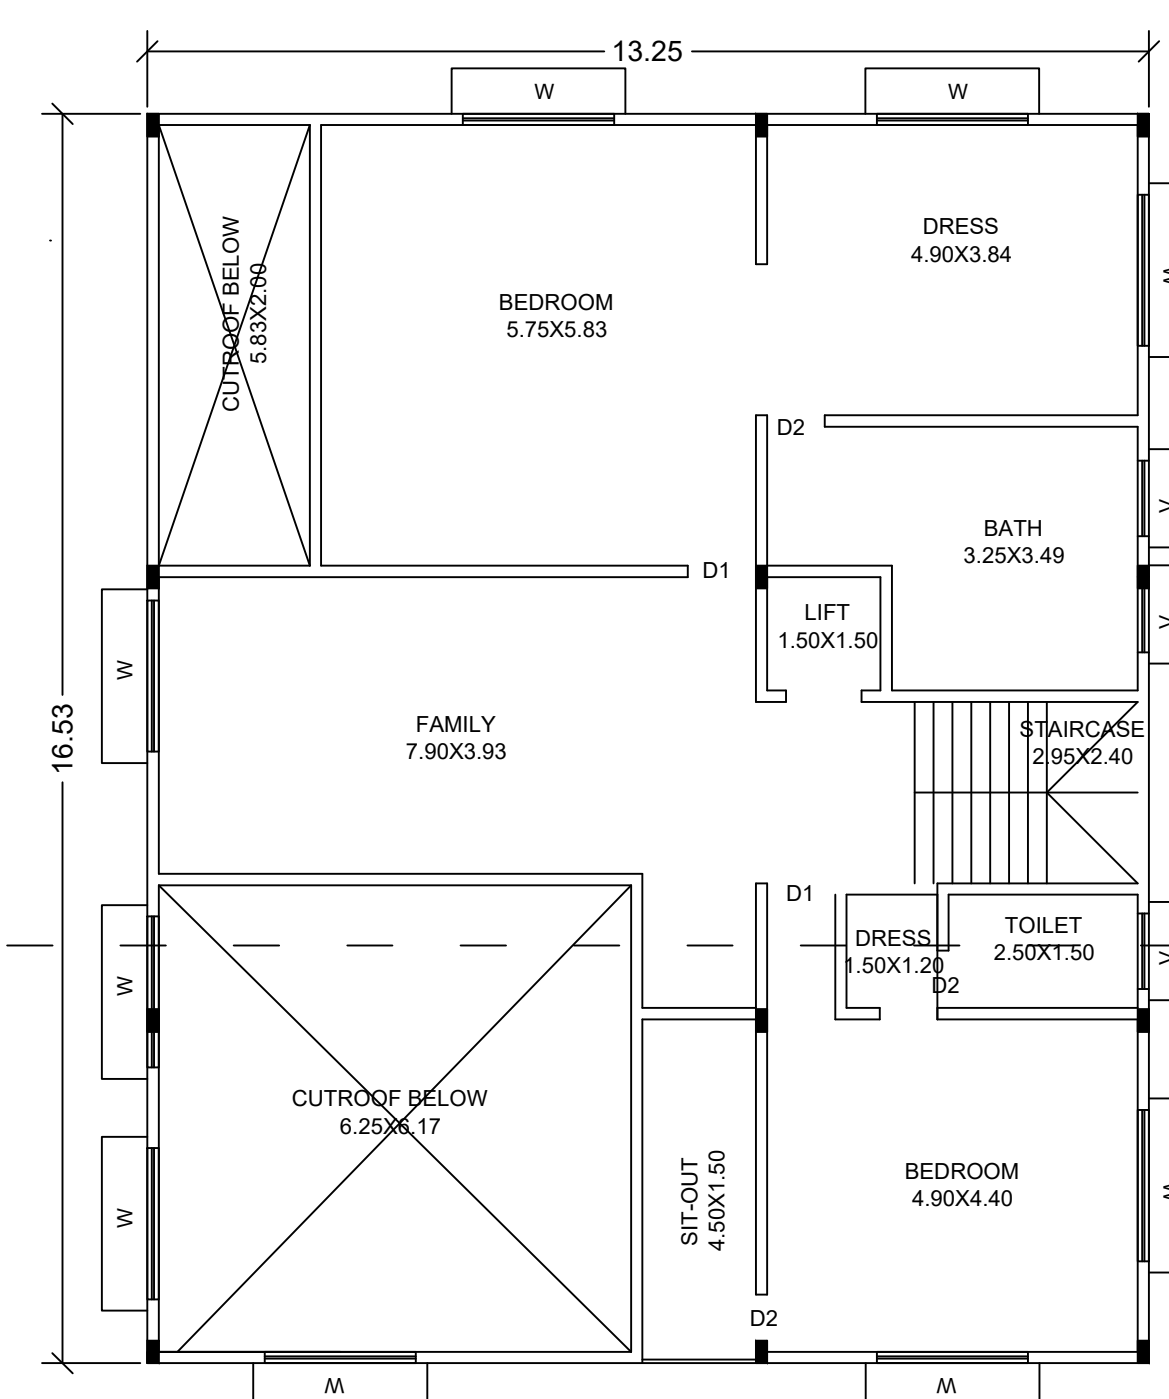 13.25
W
W
DRESS
4.90X3.84
W
CUTROOF BELOW
5.83X2.00
BEDROOM
5.75X5.83
D2
V
BATH
3.25X3.49
D1
LIFT
1.50X1.50
V
W
16.53
FAMILY
7.90X3.93
STAIRCASE
2.95X2.40
D1
TOILET
2.50X1.50
DRESS
1.50X1.20
V
D2
W
CUTROOF BELOW
6.25X6.17
SIT-OUT
4.50X1.50
BEDROOM
4.90X4.40
W
W
D2
W
W